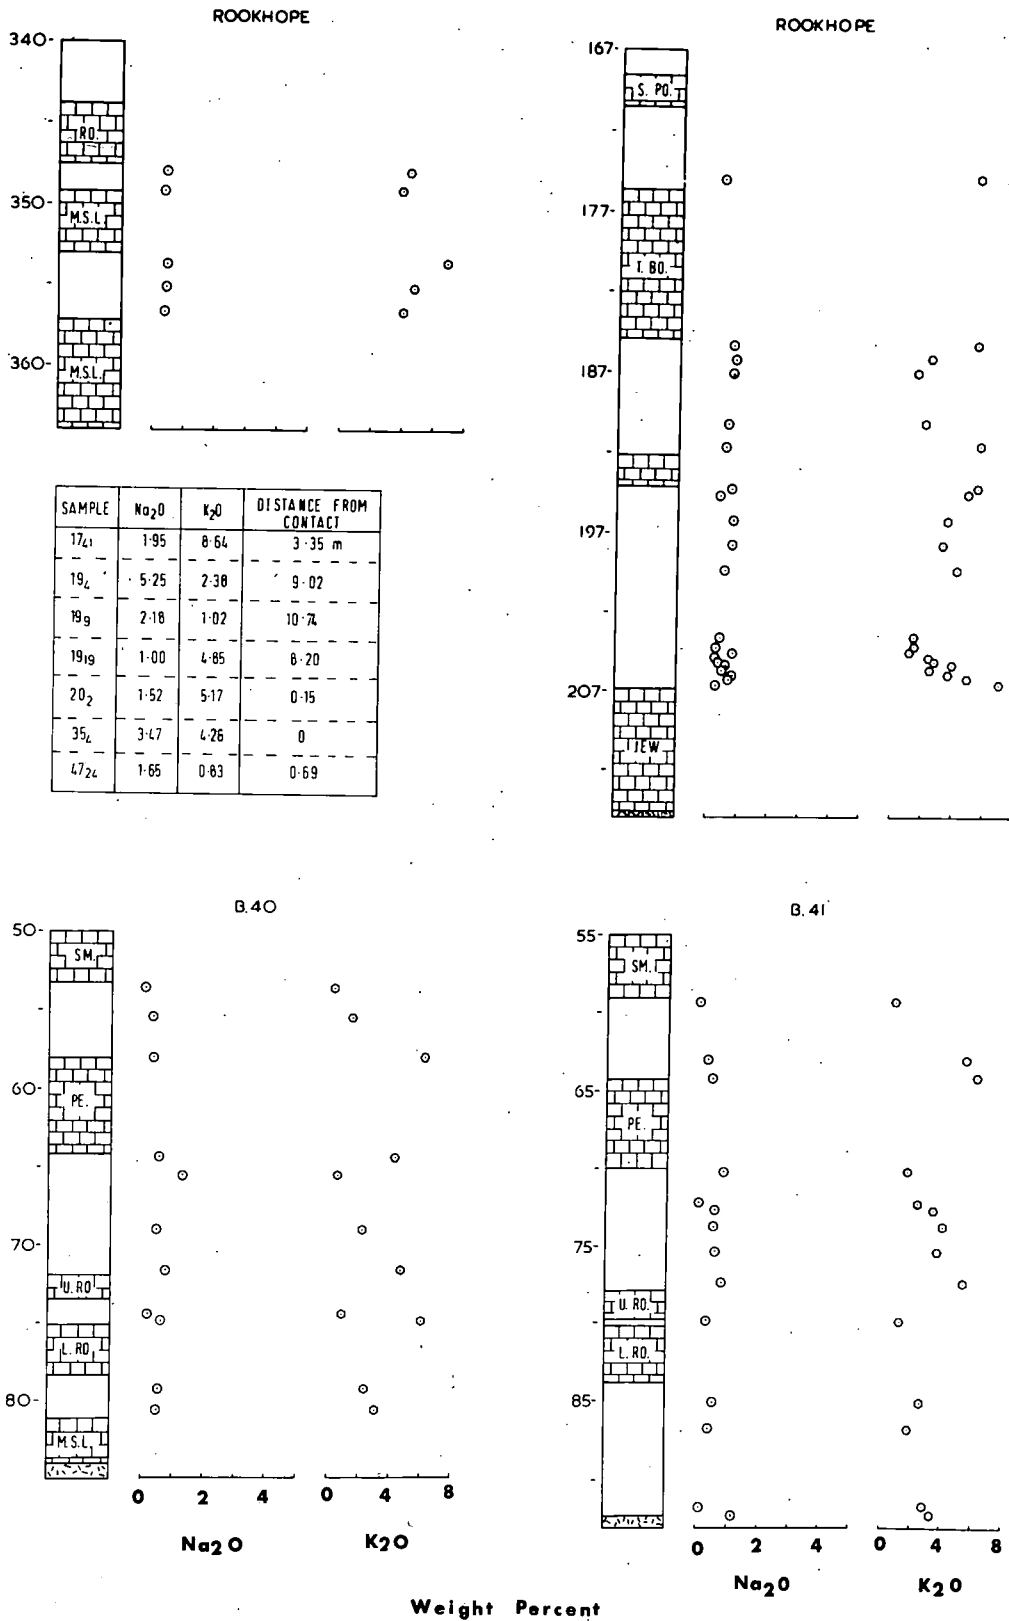 ROOKHOPE
340-
RO.
350-
M.S.L.
360-
M.S.L.
ROOKHOPE
167-
S. PO.
177-
T. BO.
187-
197-
207-
JEW
SAMPLE Na2O K2O DISTANCE FROM CONTACT
17₄₁ 1·95 8·64 3·35 m
19₄ 5·25 2·38 9·02
19₉ 2·18 1·02 10·74
19₁₉ 1·00 4·85 8·20
20₂ 1·52 5·17 0·15
35₄ 3·47 4·26 0
47₂₄ 1·65 0·83 0·69
B.40
50-
SM.
60-
PE.
70-
U. RO
L. RO
80-
M.S.L.
0 2 4
0 4 8
Na2O K2O
B.41
55-
SM.
65-
PE.
75-
U. RO.
L. RO.
85-
0 2 4
0 4 8
Na2O K2O
Weight Percent